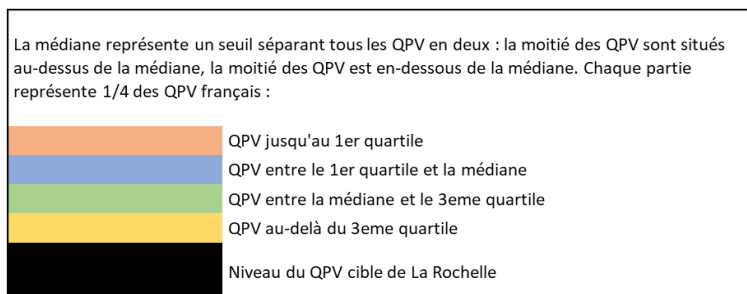 La médiane représente un seuil séparant tous les QPV en deux : la moitié des QPV sont situés
au-dessus de la médiane, la moitié des QPV est en-dessous de la médiane. Chaque partie
représente 1/4 des QPV français :
QPV jusqu'au 1er quartile
QPV entre le 1er quartile et la médiane
QPV entre la médiane et le 3eme quartile
QPV au-delà du 3eme quartile
Niveau du QPV cible de La Rochelle